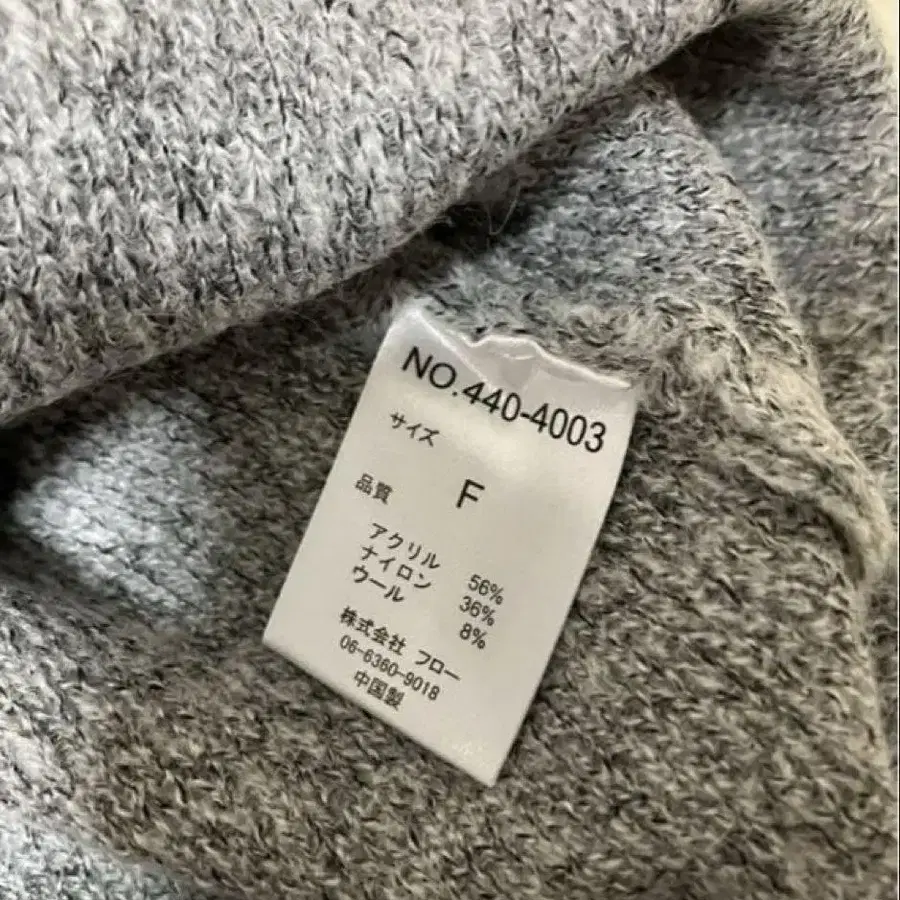 NO.440-4003
サイズ
F
品質
アクリル 56%
ナイロン 36%
ウール 8%
株式会社 フロー
06-6360-9018
中国製